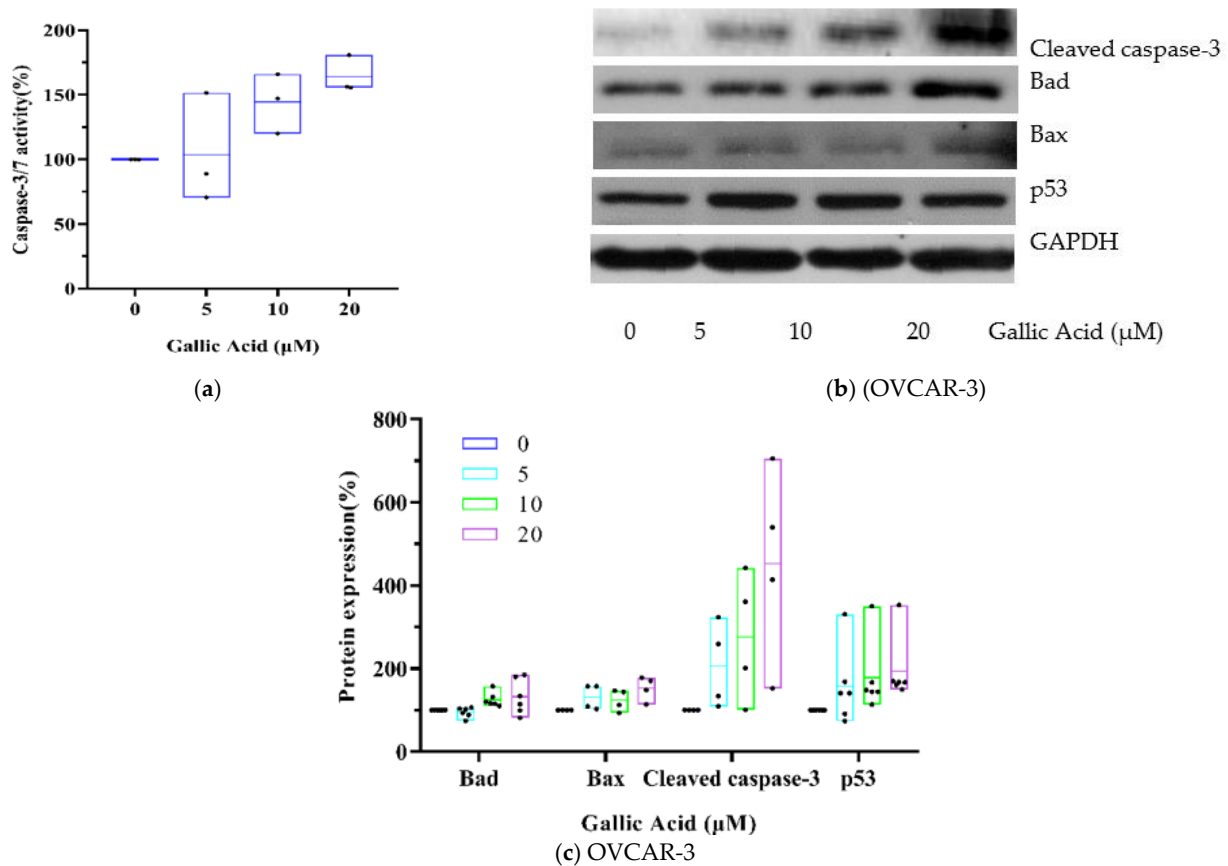 (a)
200
150
100
50
0
Caspase-3/7 activity(%)
0 5 10 20
Gallic Acid (µM)
(b)
Cleaved caspase-3
Bad
Bax
p53
GAPDH
0 5 10 20 Gallic Acid (µM)
(a)
(b) (OVCAR-3)
800
600
400
200
0
Protein expression(%)
0
5
10
20
Bad Bax Cleaved caspase-3 p53
Gallic Acid (µM)
(c) OVCAR-3